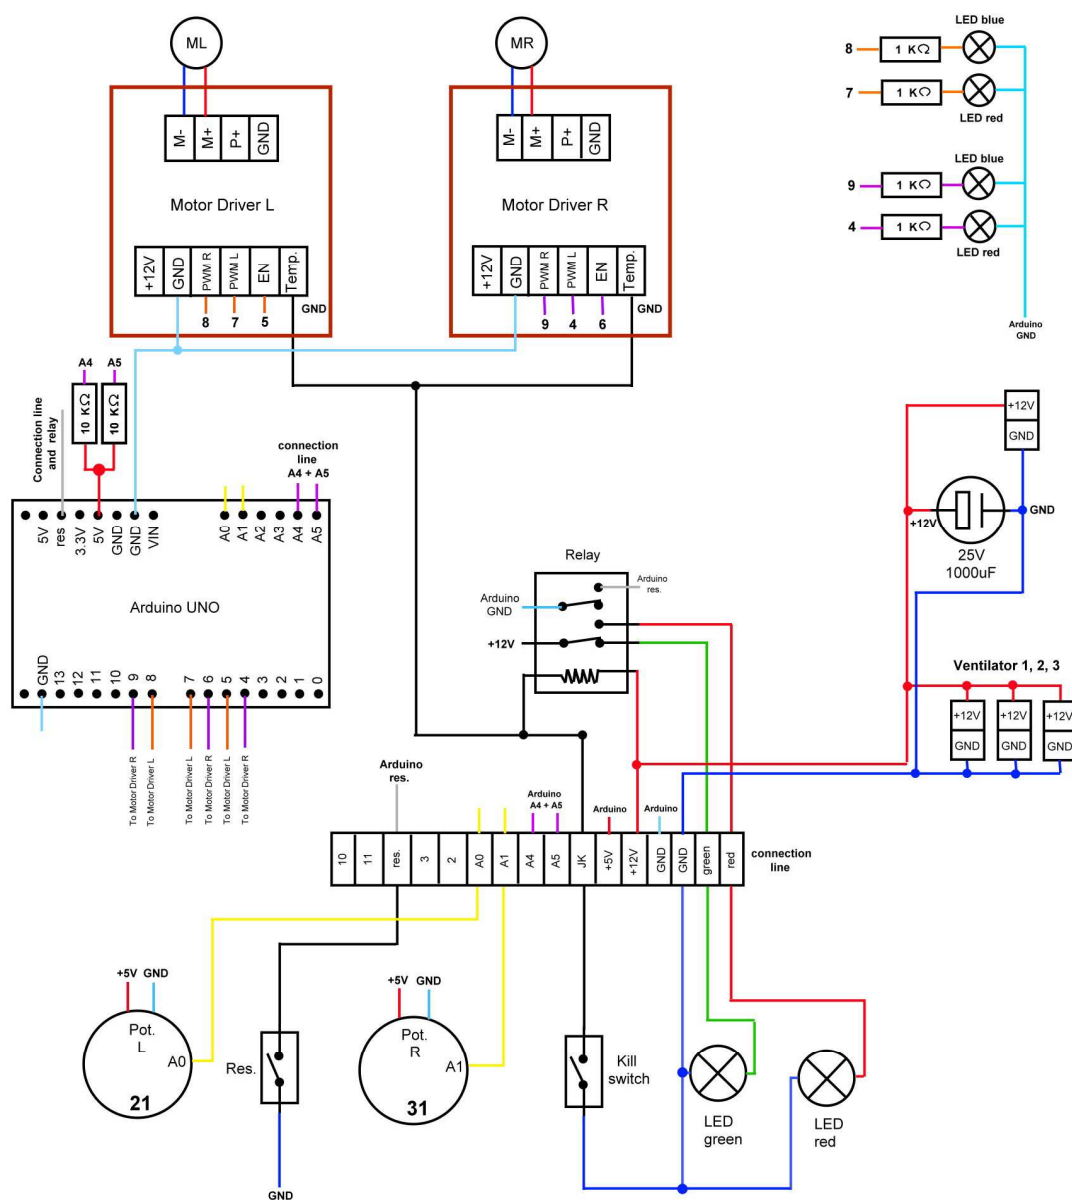 ML
MR
M-
M+
P+
GND
M-
M+
P+
GND
Motor Driver L
Motor Driver R
+12V
GND
PWM R
PWM L
EN
Temp.
GND
8
7
5
+12V
GND
PWM R
PWM L
EN
Temp.
GND
9
4
6
LED blue
8
1 KΩ
7
1 KΩ
LED red
LED blue
9
1 KΩ
4
1 KΩ
LED red
Arduino
GND
A4
A5
10 KΩ
10 KΩ
Connection line
and relay
connection
line
A4 + A5
5V
res
3.3V
5V
GND
GND
VIN
A0
A1
A2
A3
A4
A5
Arduino UNO
GND
13
12
11
10
9
8
7
6
5
4
3
2
1
0
To Motor Driver R
To Motor Driver L
To Motor Driver L
To Motor Driver R
To Motor Driver L
To Motor Driver R
+12V
GND
+12V
GND
25V
1000uF
Relay
Arduino
GND
Arduino
res.
+12V
Ventilator 1, 2, 3
+12V
GND
+12V
GND
+12V
GND
Arduino
res.
Arduino
A4 + A5
Arduino
Arduino
10
11
res.
3
2
A0
A1
A4
A5
JK
+5V
+12V
GND
GND
green
red
connection
line
+5V GND
Pot.
L
A0
21
Res.
GND
+5V GND
Pot.
R
A1
31
Kill
switch
LED
green
LED
red